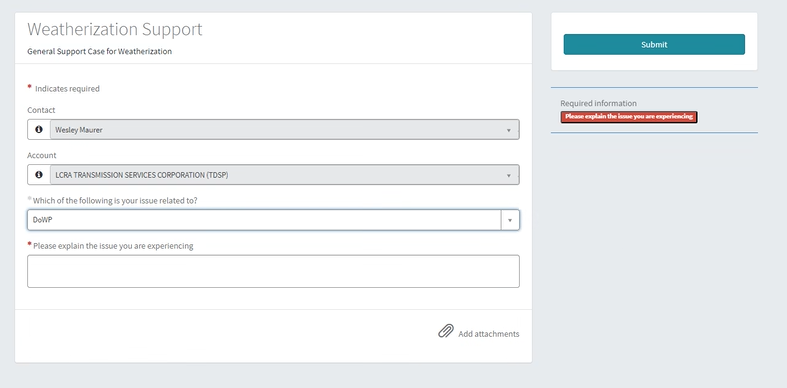 Weatherization Support
General Support Case for Weatherization
* Indicates required
Contact
Wesley Maurer
Account
LCRA TRANSMISSION SERVICES CORPORATION (TDSP)
*Which of the following is your issue related to?
DoWP
* Please explain the issue you are experiencing
Add attachments
Submit
Required information
Please explain the issue you are experiencing